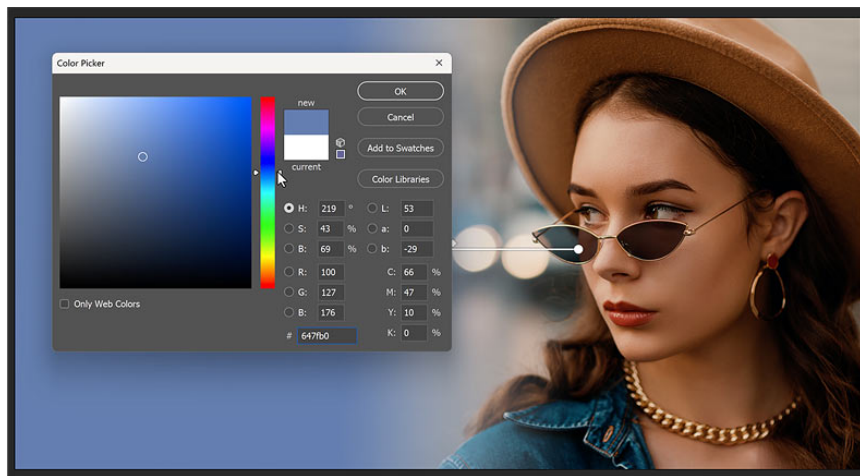 Color Picker
new
current
OK
Cancel
Add to Swatches
Color Libraries
H: 219 °
S: 43 %
B: 69 %
R: 100
G: 127
B: 176
# 647fb0
L: 53
a: 0
b: -29
C: 66 %
M: 47 %
Y: 10 %
K: 0 %
Only Web Colors